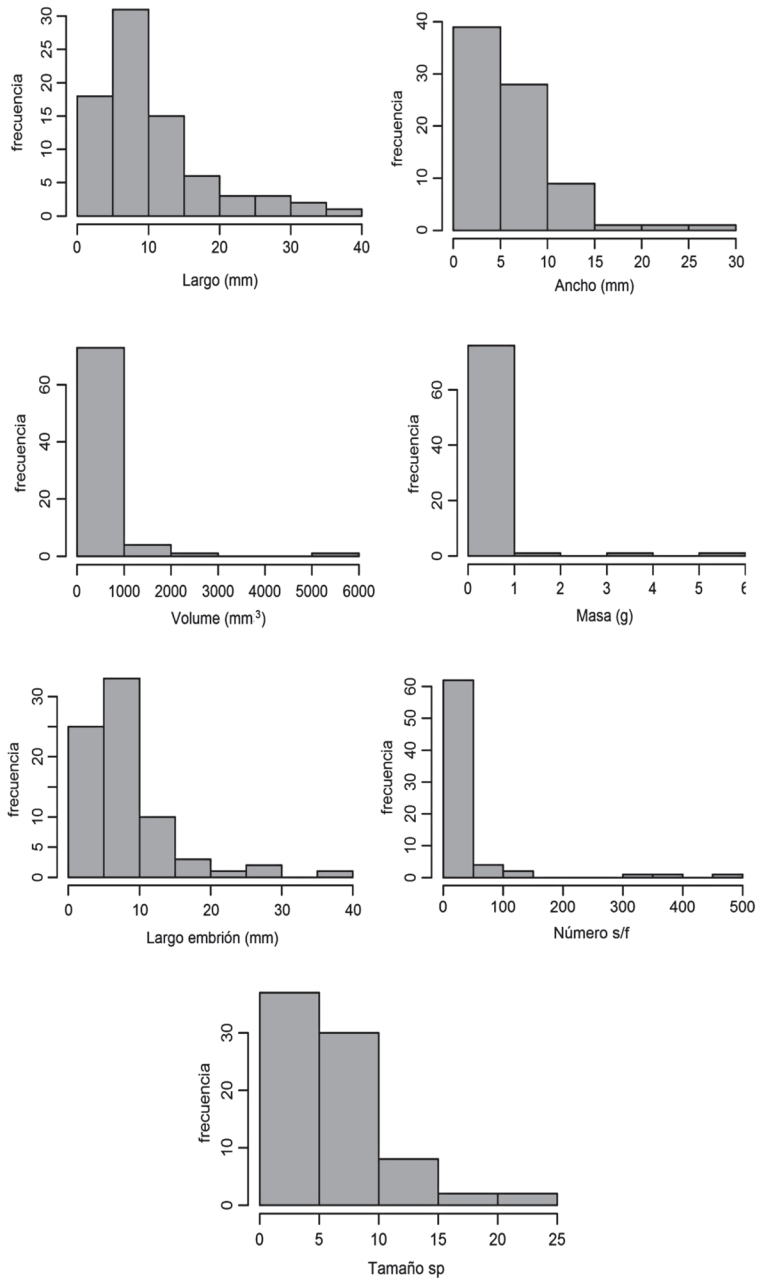 frecuencia
0 5 10 15 20 25 30
0 10 20 30 40
Largo (mm)
frecuencia
0 10 20 30 40
0 5 10 15 20 25 30
Ancho (mm)
frecuencia
0 20 40 60
0 1000 2000 3000 4000 5000 6000
Volume (mm³)
frecuencia
0 20 40 60
0 1 2 3 4 5
Masa (g)
frecuencia
0 5 10 20 30
0 10 20 30 40
Largo embrión (mm)
frecuencia
0 10 20 30 40 50 60
0 100 200 300 400 500
Número s/f
frecuencia
0 10 20 30
0 5 10 15 20 25
Tamaño sp